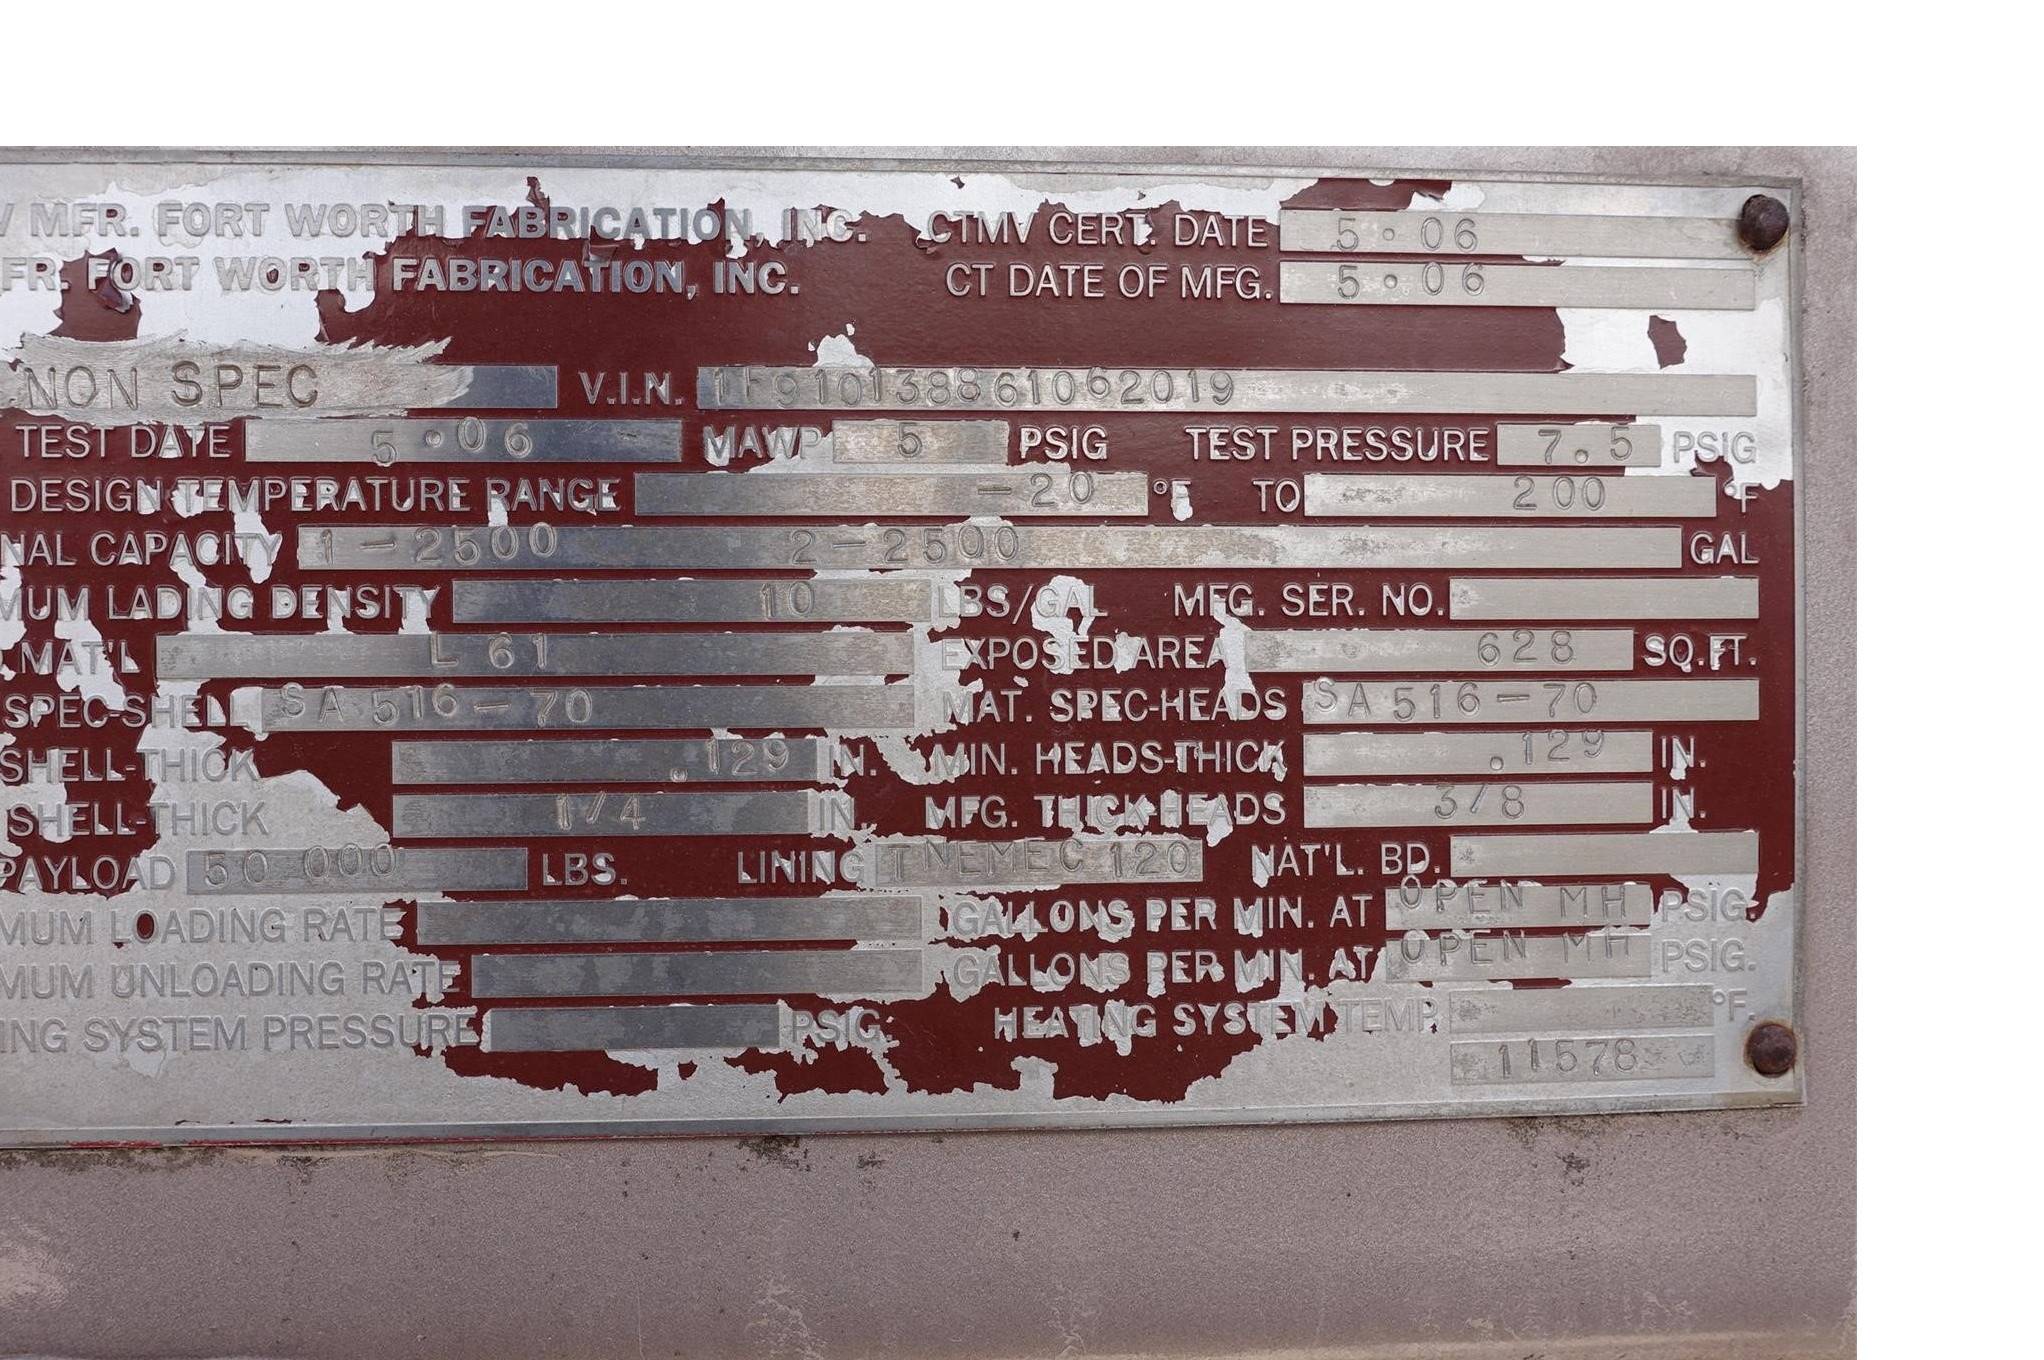 V MFR. FORT WORTH FABRICATION, INC. CTMV CERT. DATE 5·06
FR. FORT WORTH FABRICATION, INC. CT DATE OF MFG. 5·06
NON SPEC V.I.N. 1F910138861062019
TEST DATE 5·06 MAWP 5 PSIG TEST PRESSURE 7.5 PSIG
DESIGN TEMPERATURE RANGE -20 °F TO 200 °F
NAL CAPACITY 1-2500 2-2500 GAL
MUM LADING DENSITY 10 LBS/GAL MFG. SER. NO.
MAT'L L 61 EXPOSED AREA 628 SQ.FT.
SPEC-SHELL SA 516-70 MAT. SPEC-HEADS SA 516-70
SHELL-THICK .129 IN. MIN. HEADS-THICK .129 IN.
SHELL-THICK 1/4 IN. MFG. THICK-HEADS 3/8 IN.
PAYLOAD 50 000 LBS. LINING TNEMEC 120 NAT'L. BD.
MUM LOADING RATE GALLONS PER MIN. AT OPEN MH PSIG.
MUM UNLOADING RATE GALLONS PER MIN. AT OPEN MH PSIG.
ING SYSTEM PRESSURE PSIG. HEATING SYSTEM TEMP. °F.
11578